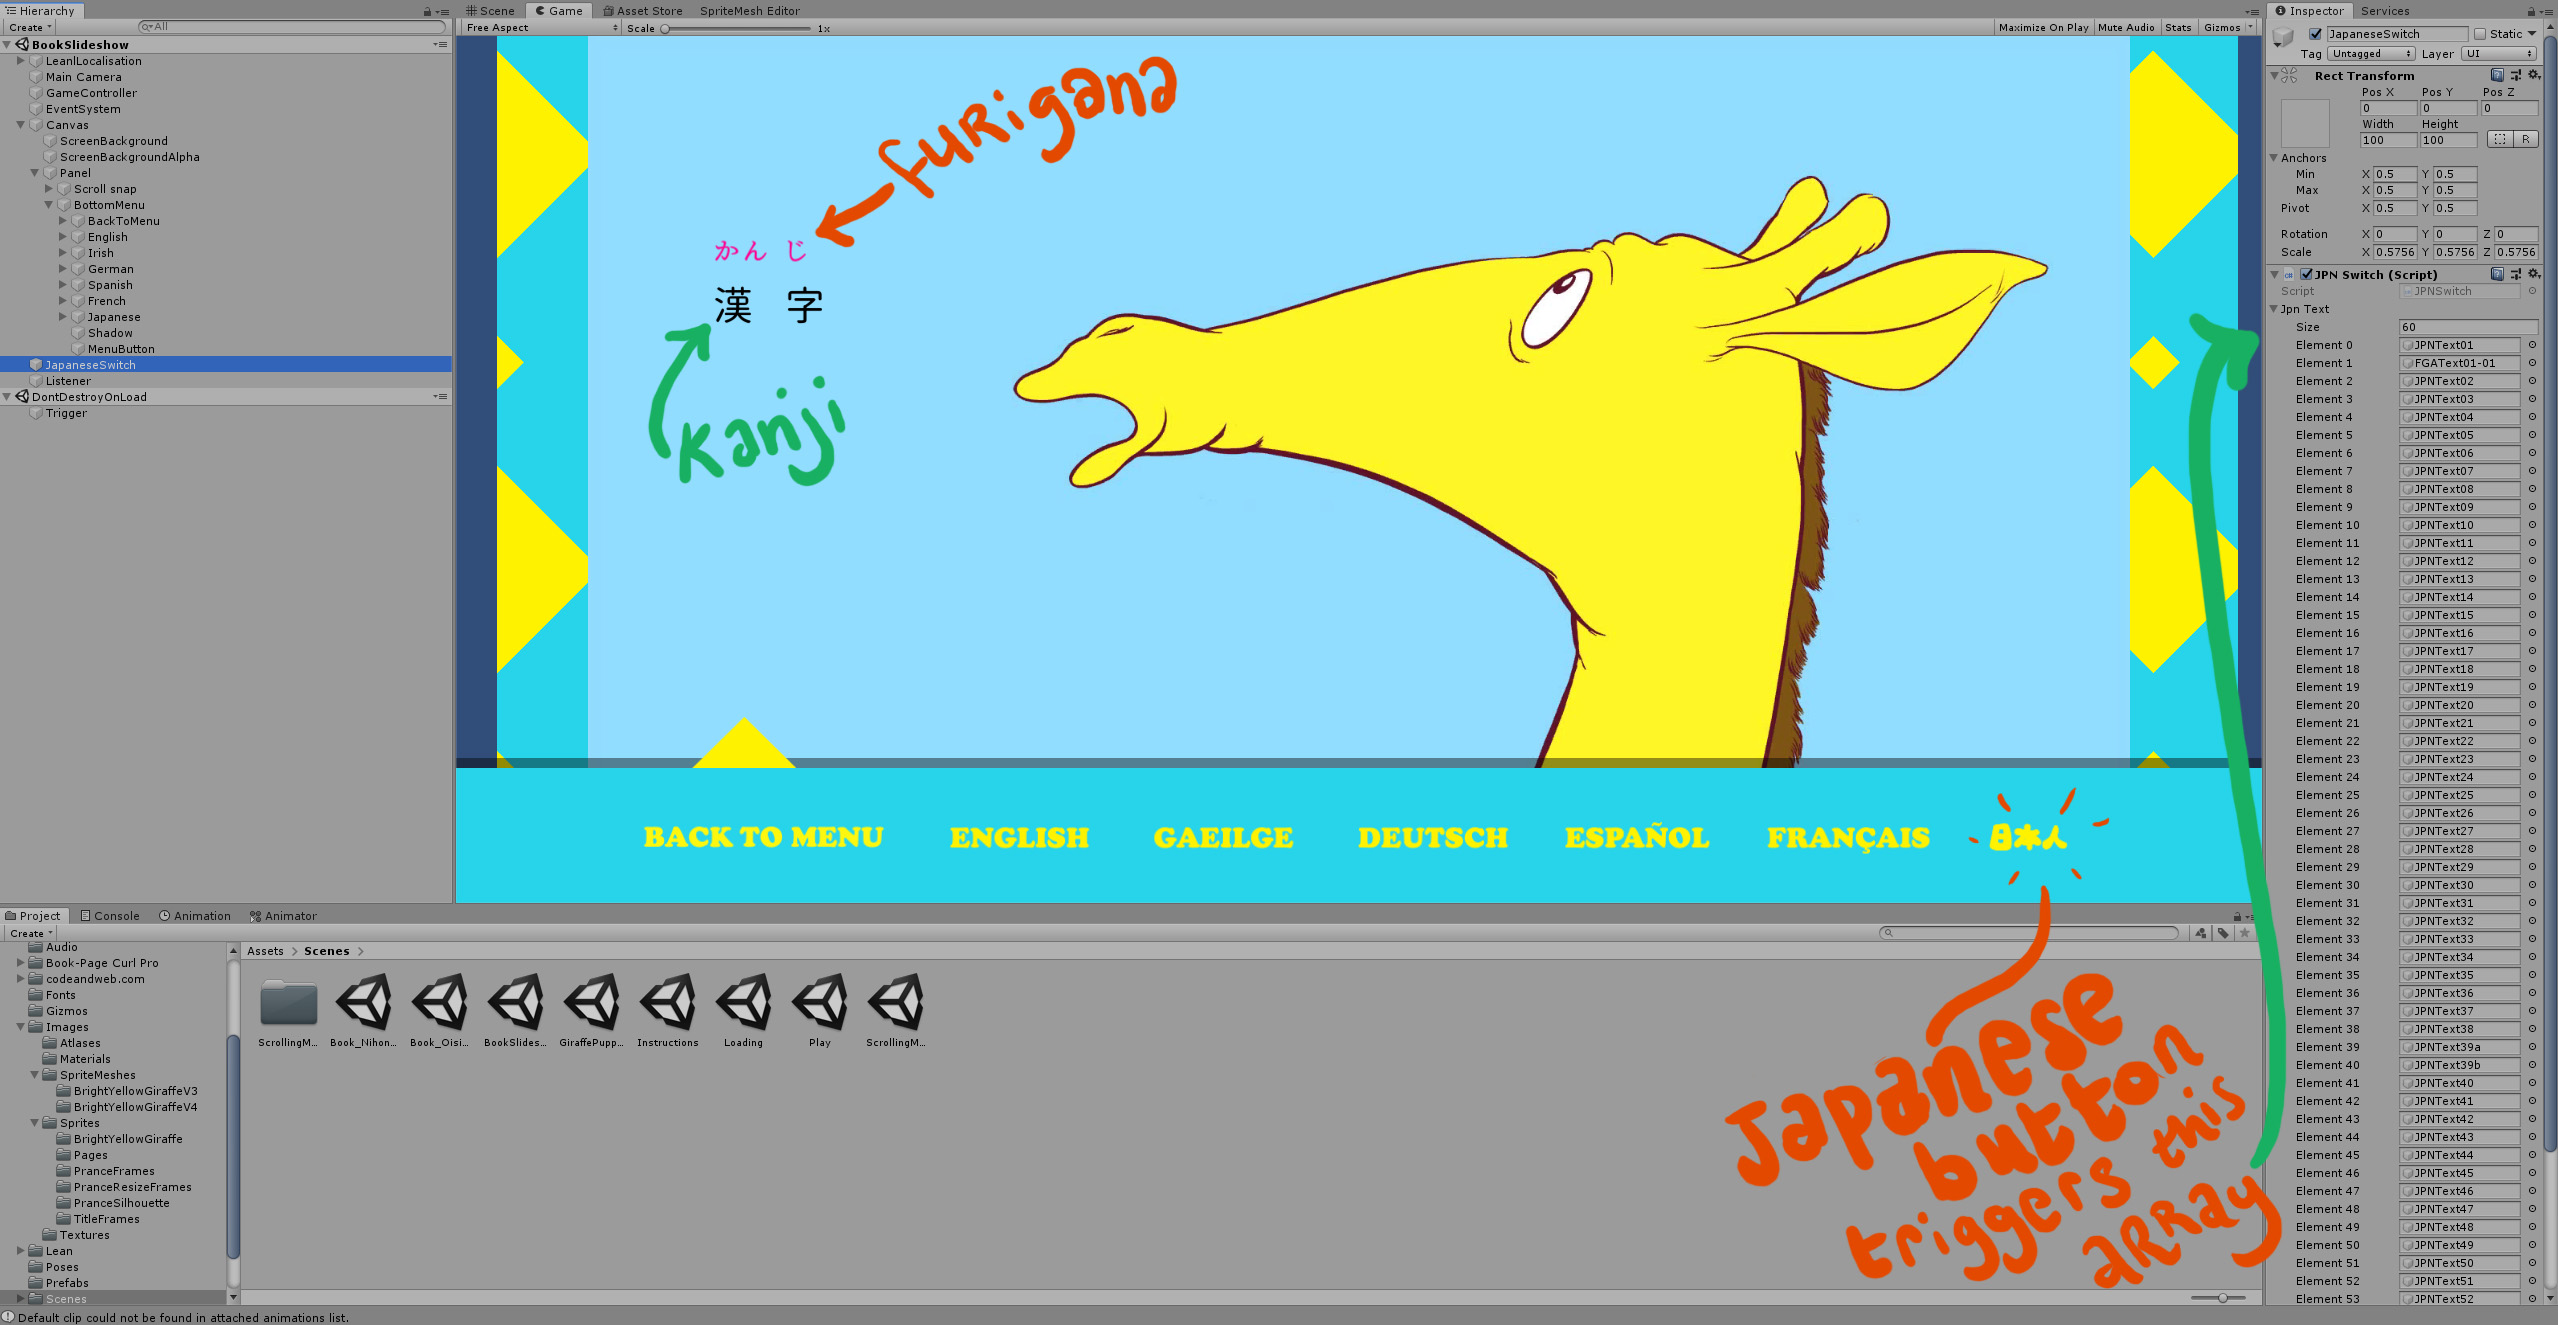 Hierarchy
Create
All
BookSlideshow
LeanlLocalisation
Main Camera
GameController
EventSystem
Canvas
ScreenBackground
ScreenBackgroundAlpha
Panel
Scroll snap
BottomMenu
BackToMenu
English
Irish
German
Spanish
French
Japanese
Shadow
MenuButton
JapaneseSwitch
Listener
DontDestroyOnLoad
Trigger
Scene Game Asset Store SpriteMesh Editor
Free Aspect Scale 1x Maximize On Play Mute Audio Stats Gizmos
furigana
かん じ
漢 字
Kanji
BACK TO MENU ENGLISH GAEILGE DEUTSCH ESPAÑOL FRANÇAIS 日本人
Japanese
button
triggers this
array
Project Console Animation Animator
Create
Audio
Book-Page Curl Pro
codeandweb.com
Fonts
Gizmos
Images
Atlases
Materials
SpriteMeshes
BrightYellowGiraffeV3
BrightYellowGiraffeV4
Sprites
BrightYellowGiraffe
Pages
PranceFrames
PranceResizeFrames
PranceSilhouette
TitleFrames
Textures
Lean
Poses
Prefabs
Scenes
Assets > Scenes >
ScrollingM... Book_Nihon... Book_Oisi... BookSlides... GiraffePupp... Instructions Loading Play ScrollingM...
Default clip could not be found in attached animations list.
Inspector Services
JapaneseSwitch Static
Tag Untagged Layer UI
Rect Transform
Pos X Pos Y Pos Z
0 0 0
Width Height
100 100 R
Anchors
Min X 0.5 Y 0.5
Max X 0.5 Y 0.5
Pivot X 0.5 Y 0.5
Rotation X 0 Y 0 Z 0
Scale X 0.5756 Y 0.5756 Z 0.5756
JPN Switch (Script)
Script JPNSwitch
Jpn Text
Size 60
Element 0 JPNText01
Element 1 FGAText01-01
Element 2 JPNText02
Element 3 JPNText03
Element 4 JPNText04
Element 5 JPNText05
Element 6 JPNText06
Element 7 JPNText07
Element 8 JPNText08
Element 9 JPNText09
Element 10 JPNText10
Element 11 JPNText11
Element 12 JPNText12
Element 13 JPNText13
Element 14 JPNText14
Element 15 JPNText15
Element 16 JPNText16
Element 17 JPNText17
Element 18 JPNText18
Element 19 JPNText19
Element 20 JPNText20
Element 21 JPNText21
Element 22 JPNText22
Element 23 JPNText23
Element 24 JPNText24
Element 25 JPNText25
Element 26 JPNText26
Element 27 JPNText27
Element 28 JPNText28
Element 29 JPNText29
Element 30 JPNText30
Element 31 JPNText31
Element 32 JPNText32
Element 33 JPNText33
Element 34 JPNText34
Element 35 JPNText35
Element 36 JPNText36
Element 37 JPNText37
Element 38 JPNText38
Element 39 JPNText39a
Element 40 JPNText39b
Element 41 JPNText40
Element 42 JPNText41
Element 43 JPNText42
Element 44 JPNText43
Element 45 JPNText44
Element 46 JPNText45
Element 47 JPNText46
Element 48 JPNText47
Element 49 JPNText48
Element 50 JPNText49
Element 51 JPNText50
Element 52 JPNText51
Element 53 JPNText52